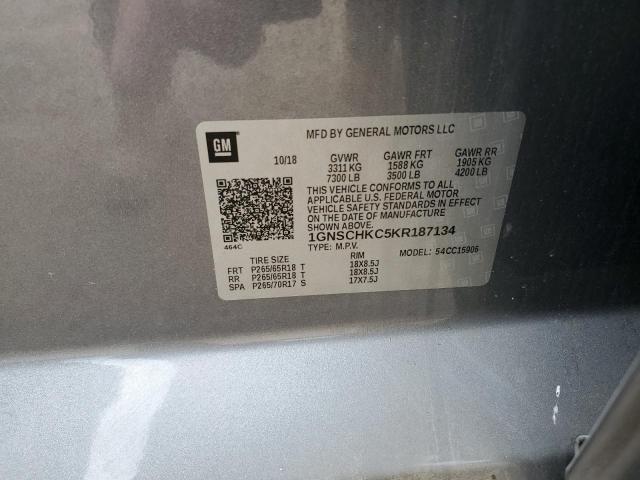 GM
MFD BY GENERAL MOTORS LLC
10/18 GVWR GAWR FRT GAWR RR
3311 KG 1588 KG 1905 KG
7300 LB 3500 LB 4200 LB
THIS VEHICLE CONFORMS TO ALL
APPLICABLE U.S. FEDERAL MOTOR
VEHICLE SAFETY STANDARDS IN EFFECT
ON THE DATE OF MANUFACTURE
SHOWN ABOVE.
1GNSCHKC5KR187134
464C TYPE: M.P.V. MODEL: 54CC15906
TIRE SIZE RIM
FRT P265/65R18 T 18X8.5J
RR P265/65R18 T 18X8.5J
SPA P265/70R17 S 17X7.5J